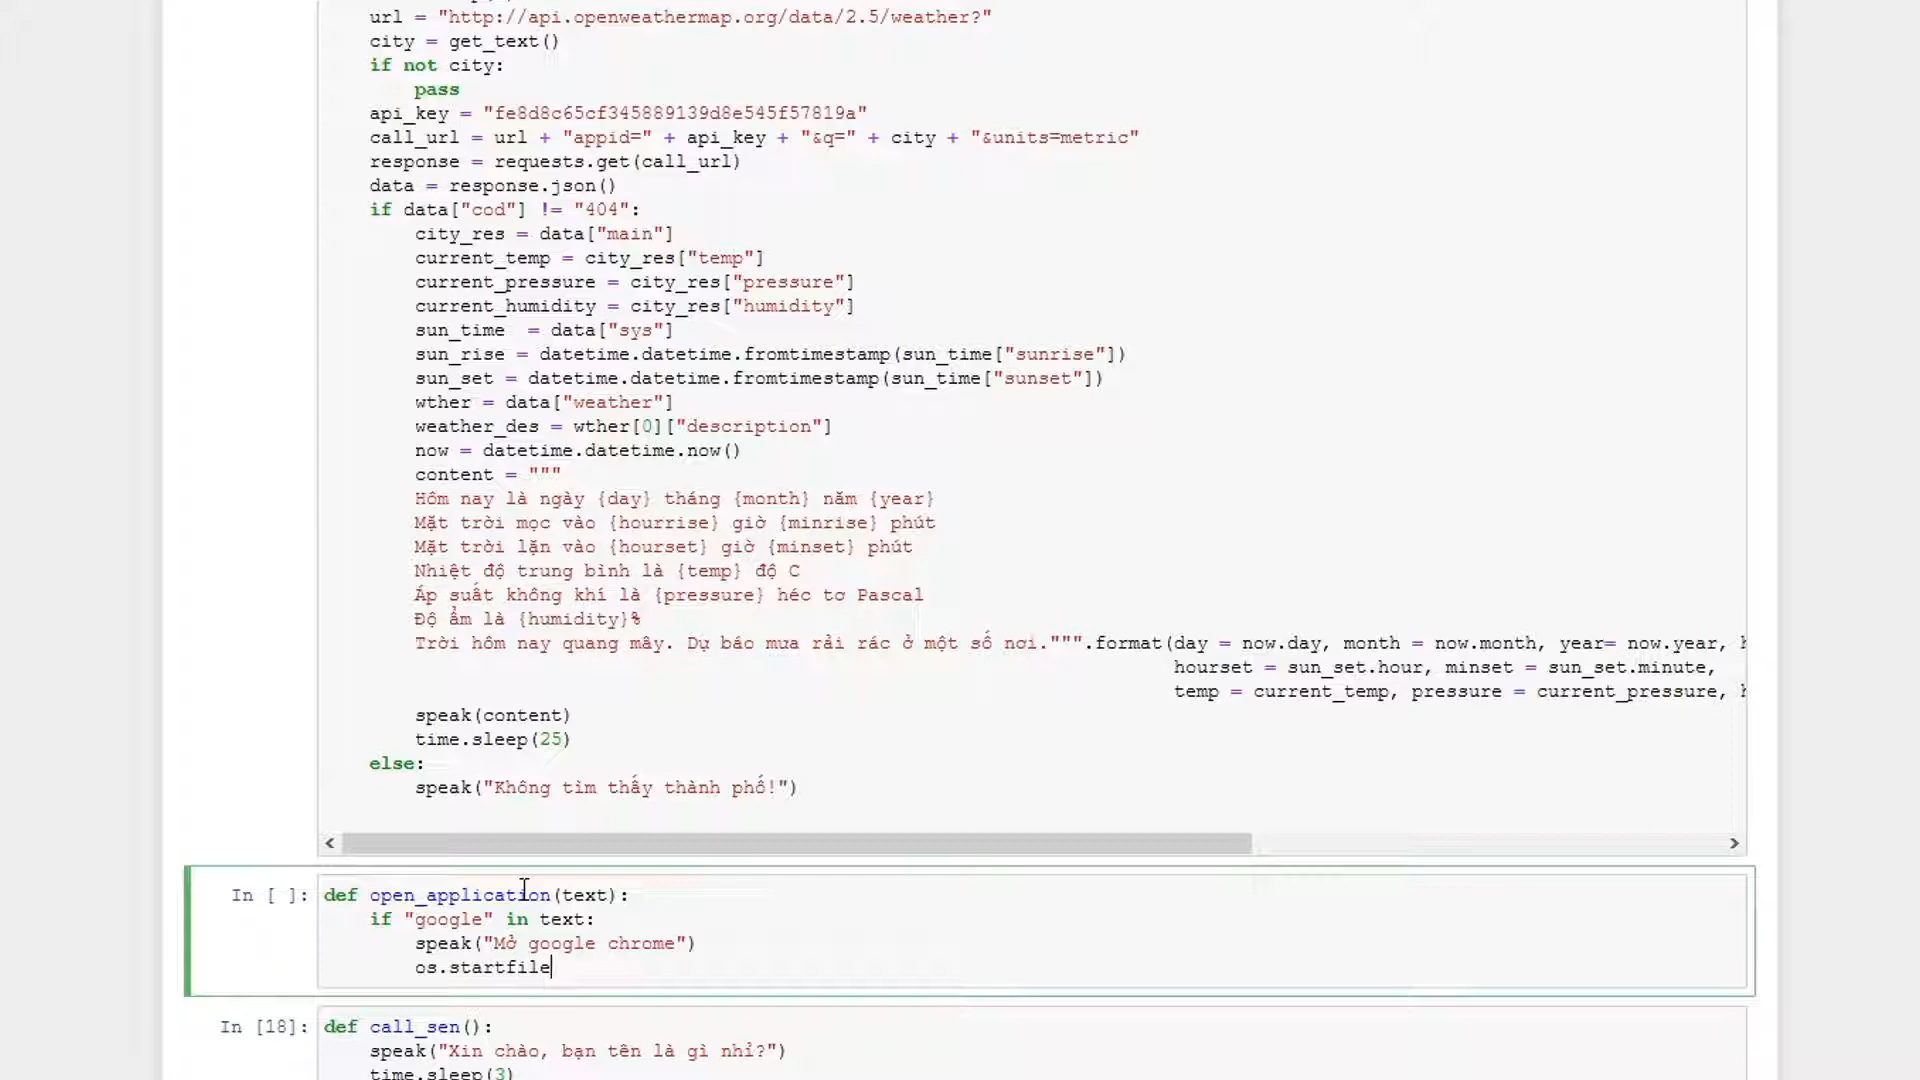 url = "http://api.openweathermap.org/data/2.5/weather?"
city = get_text()
if not city:
pass
api_key = "fe8d8c65cf345889139d8e545f57819a"
call_url = url + "appid=" + api_key + "&q=" + city + "&units=metric"
response = requests.get(call_url)
data = response.json()
if data["cod"] != "404":
city_res = data["main"]
current_temp = city_res["temp"]
current_pressure = city_res["pressure"]
current_humidity = city_res["humidity"]
sun_time  = data["sys"]
sun_rise = datetime.datetime.fromtimestamp(sun_time["sunrise"])
sun_set = datetime.datetime.fromtimestamp(sun_time["sunset"])
wther = data["weather"]
weather_des = wther[0]["description"]
now = datetime.datetime.now()
content = """
Hôm nay là ngày {day} tháng {month} năm {year}
Mặt trời mọc vào {hourrise} giờ {minrise} phút
Mặt trời lặn vào {hourset} giờ {minset} phút
Nhiệt độ trung bình là {temp} độ C
Áp suất không khí là {pressure} héc tơ Pascal
Độ ẩm là {humidity}%
Trời hôm nay quang mây. Dự báo mưa rải rác ở một số nơi.""".format(day = now.day, month = now.month, year= now.year,
hourset = sun_set.hour, minset = sun_set.minute,
temp = current_temp, pressure = current_pressure,
speak(content)
time.sleep(25)
else:
speak("Không tìm thấy thành phố!")
In [ ]: def open_application(text):
if "google" in text:
speak("Mở google chrome")
os.startfile
In [18]: def call_sen():
speak("Xin chào, bạn tên là gì nhỉ?")
time.sleep(3)